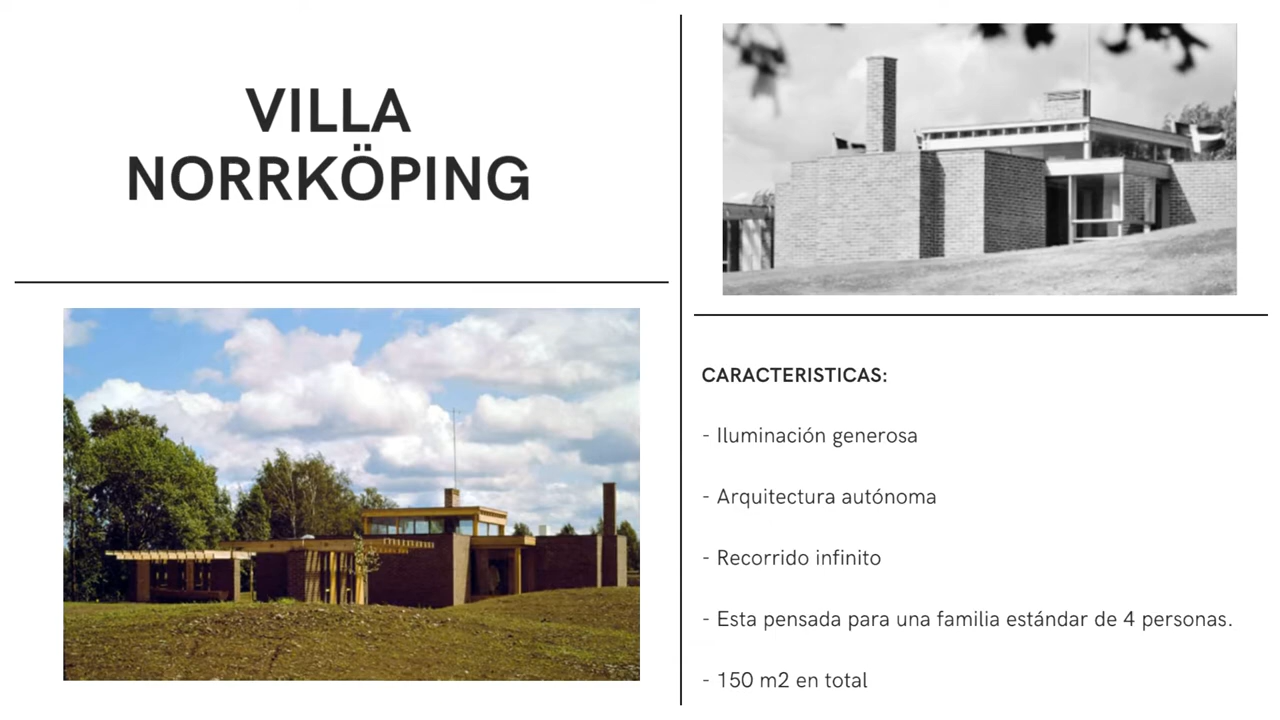 VILLA
NORRKÖPING
CARACTERISTICAS:
- Iluminación generosa
- Arquitectura autónoma
- Recorrido infinito
- Esta pensada para una familia estándar de 4 personas.
- 150 m2 en total